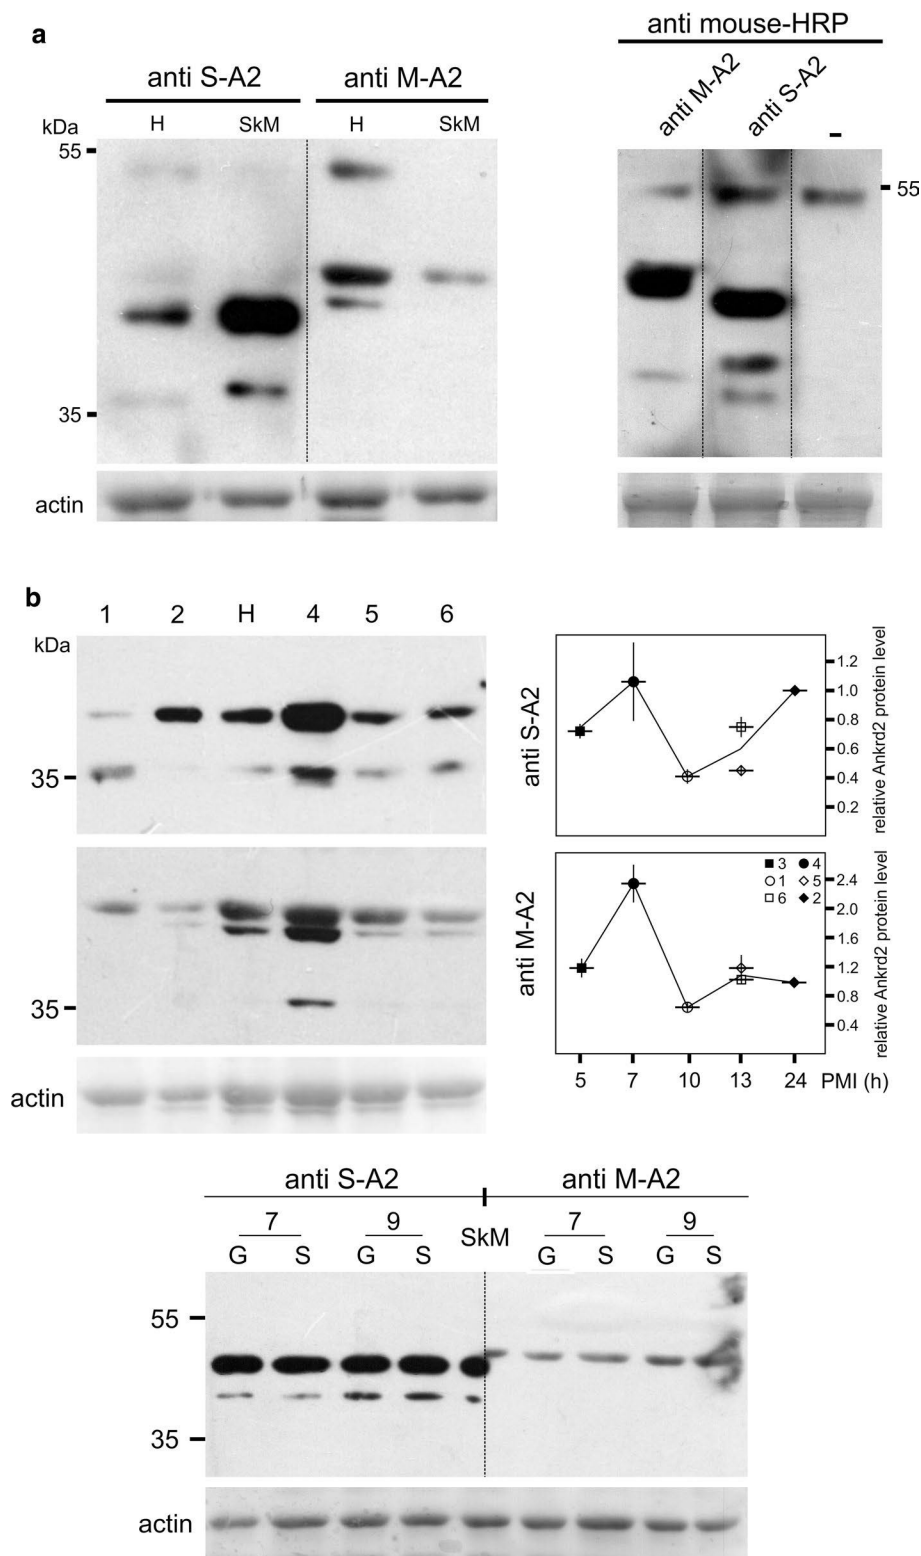 a
anti mouse-HRP
anti S-A2 anti M-A2
anti M-A2 anti S-A2 -
kDa H SkM H SkM
55
55
35
actin
b
1 2 H 4 5 6
kDa
35
35
actin
anti S-A2
1.2
1.0
0.8
0.6
0.4
0.2
relative Ankrd2 protein level
anti M-A2
3 4
1 5
6 2
2.4
2.0
1.6
1.2
0.8
0.4
relative Ankrd2 protein level
5 7 10 13 24 PMI (h)
anti S-A2 anti M-A2
7 9 SkM 7 9
G S G S G S G S
55
35
actin